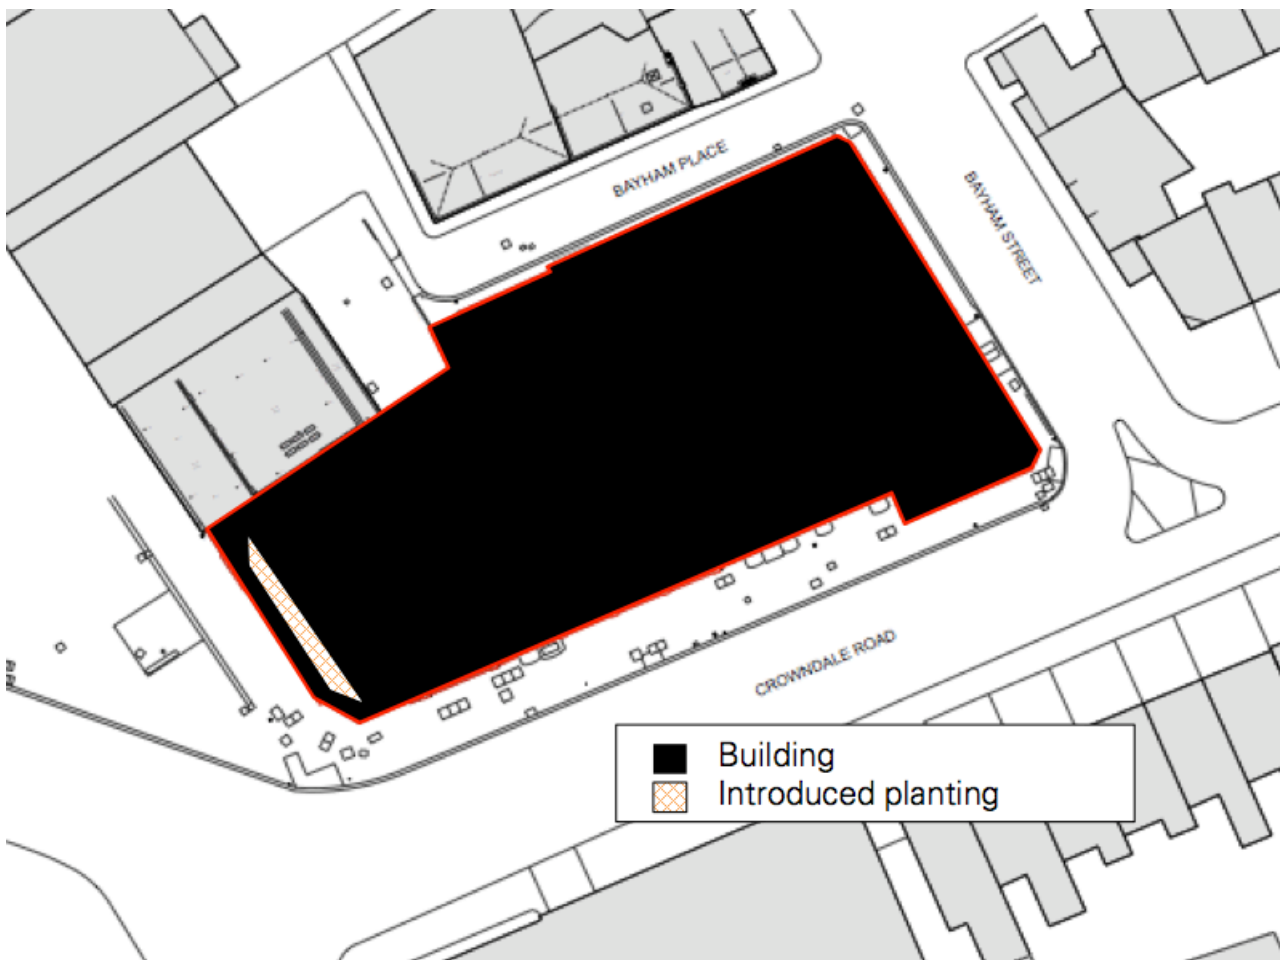 BAYHAM PLACE
BAYHAM STREET
CROWNDALE ROAD
Building
Introduced planting